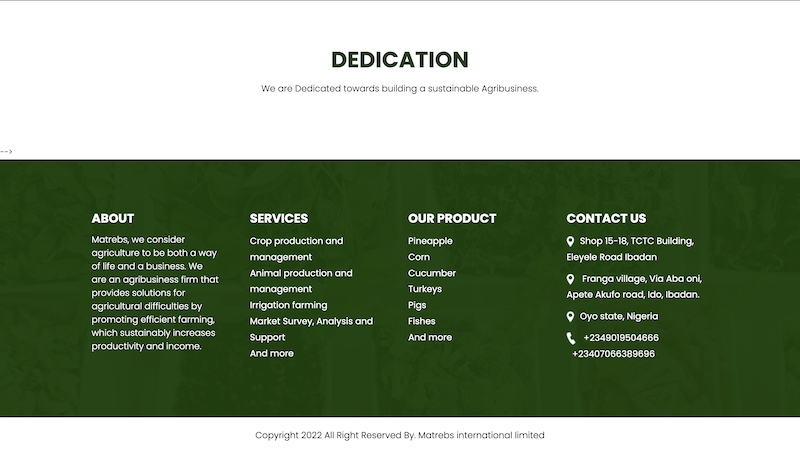 DEDICATION
We are Dedicated towards building a sustainable Agribusiness.
-->
ABOUT
Matrebs, we consider
agriculture to be both a way
of life and a business. We
are an agribusiness firm that
provides solutions for
agricultural difficulties by
promoting efficient farming,
which sustainably increases
productivity and income.
SERVICES
Crop production and
management
Animal production and
management
Irrigation farming
Market Survey, Analysis and
Support
And more
OUR PRODUCT
Pineapple
Corn
Cucumber
Turkeys
Pigs
Fishes
And more
CONTACT US
Shop 15-18, TCTC Building,
Eleyele Road Ibadan
Franga village, Via Aba oni,
Apete Akufo road, Ido, Ibadan.
Oyo state, Nigeria
+2349019504666
+23407066389696
Copyright 2022 All Right Reserved By. Matrebs international limited